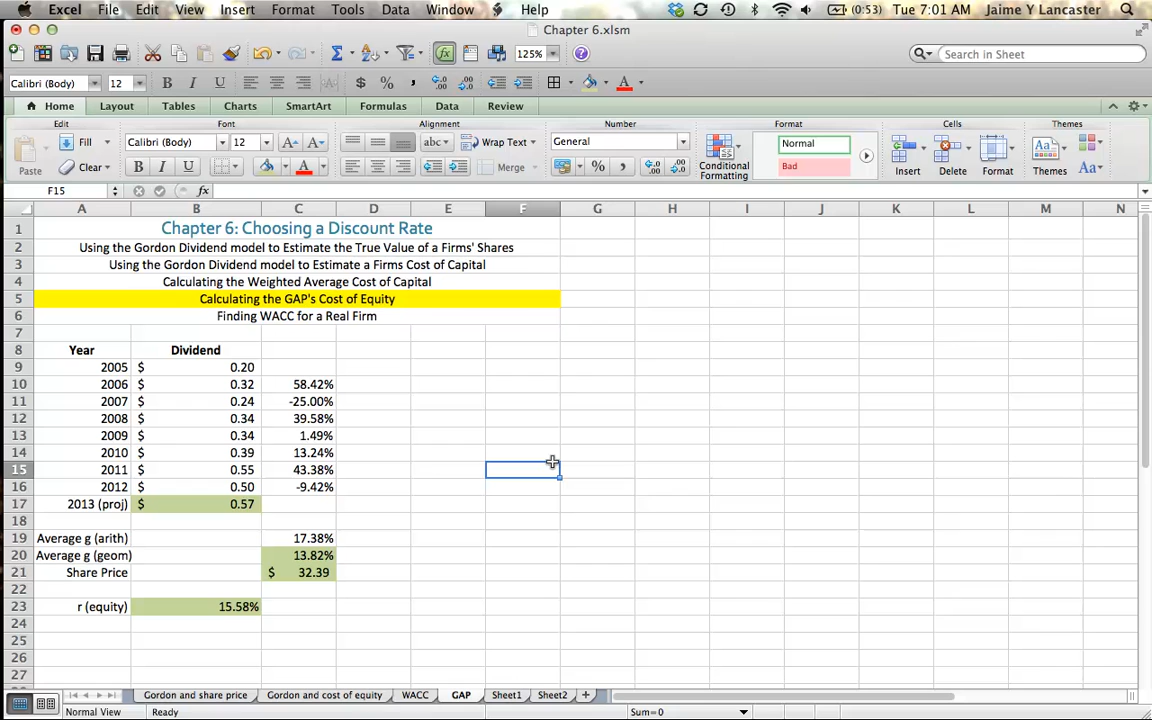 Excel File Edit View Insert Format Tools Data Window Help (0:53) Tue 7:01 AM Jaime Y Lancaster
Chapter 6.xlsm
125% Search in Sheet
Calibri (Body) 12 B I U $ % ,
Home Layout Tables Charts SmartArt Formulas Data Review
Edit Font Alignment Number Format Cells Themes
Paste Fill Calibri (Body) 12 A A abc Wrap Text General Conditional Formatting Normal Insert Delete Format Themes Aa
Clear B I U A Merge % , Bad
F15 fx
A B C D E F G H I J K L M N
1 Chapter 6: Choosing a Discount Rate
2 Using the Gordon Dividend model to Estimate the True Value of a Firms' Shares
3 Using the Gordon Dividend model to Estimate a Firms Cost of Capital
4 Calculating the Weighted Average Cost of Capital
5 Calculating the GAP's Cost of Equity
6 Finding WACC for a Real Firm
7
8 Year Dividend
9 2005 $ 0.20
10 2006 $ 0.32 58.42%
11 2007 $ 0.24 -25.00%
12 2008 $ 0.34 39.58%
13 2009 $ 0.34 1.49%
14 2010 $ 0.39 13.24%
15 2011 $ 0.55 43.38%
16 2012 $ 0.50 -9.42%
17 2013 (proj) $ 0.57
18
19 Average g (arith) 17.38%
20 Average g (geom) 13.82%
21 Share Price $ 32.39
22
23 r (equity) 15.58%
24
25
26
27
Gordon and share price Gordon and cost of equity WACC GAP Sheet1 Sheet2 +
Normal View Ready Sum=0